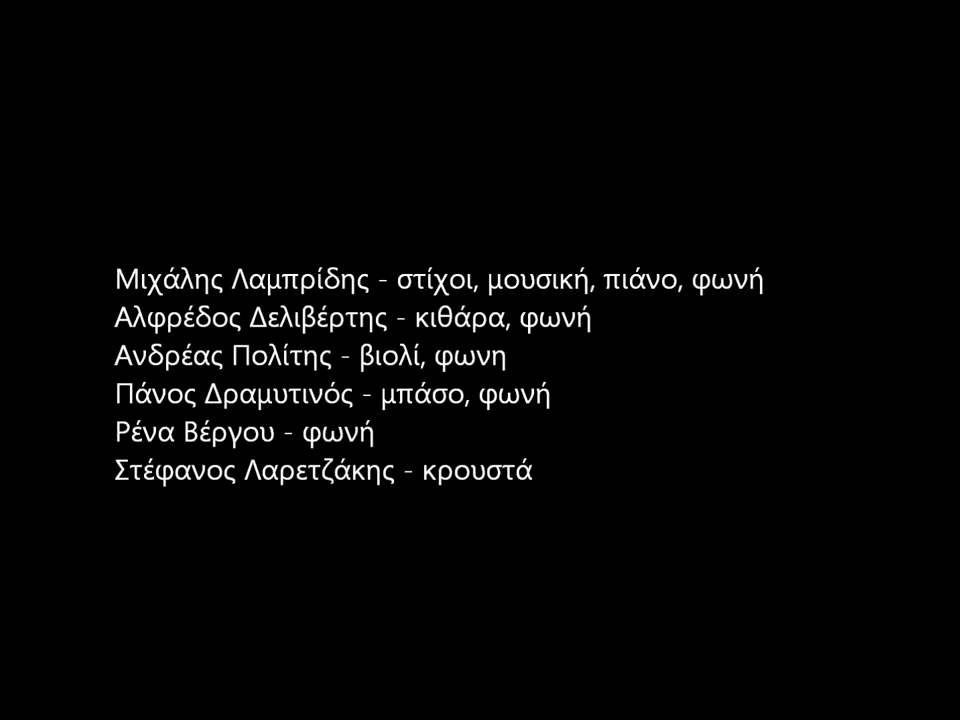 Μιχάλης Λαμπρίδης - στίχοι, μουσική, πιάνο, φωνή
Αλφρέδος Δελιβέρτης - κιθάρα, φωνή
Ανδρέας Πολίτης - βιολί, φωνη
Πάνος Δραμυτινός - μπάσο, φωνή
Ρένα Βέργου - φωνή
Στέφανος Λαρετζάκης - κρουστά